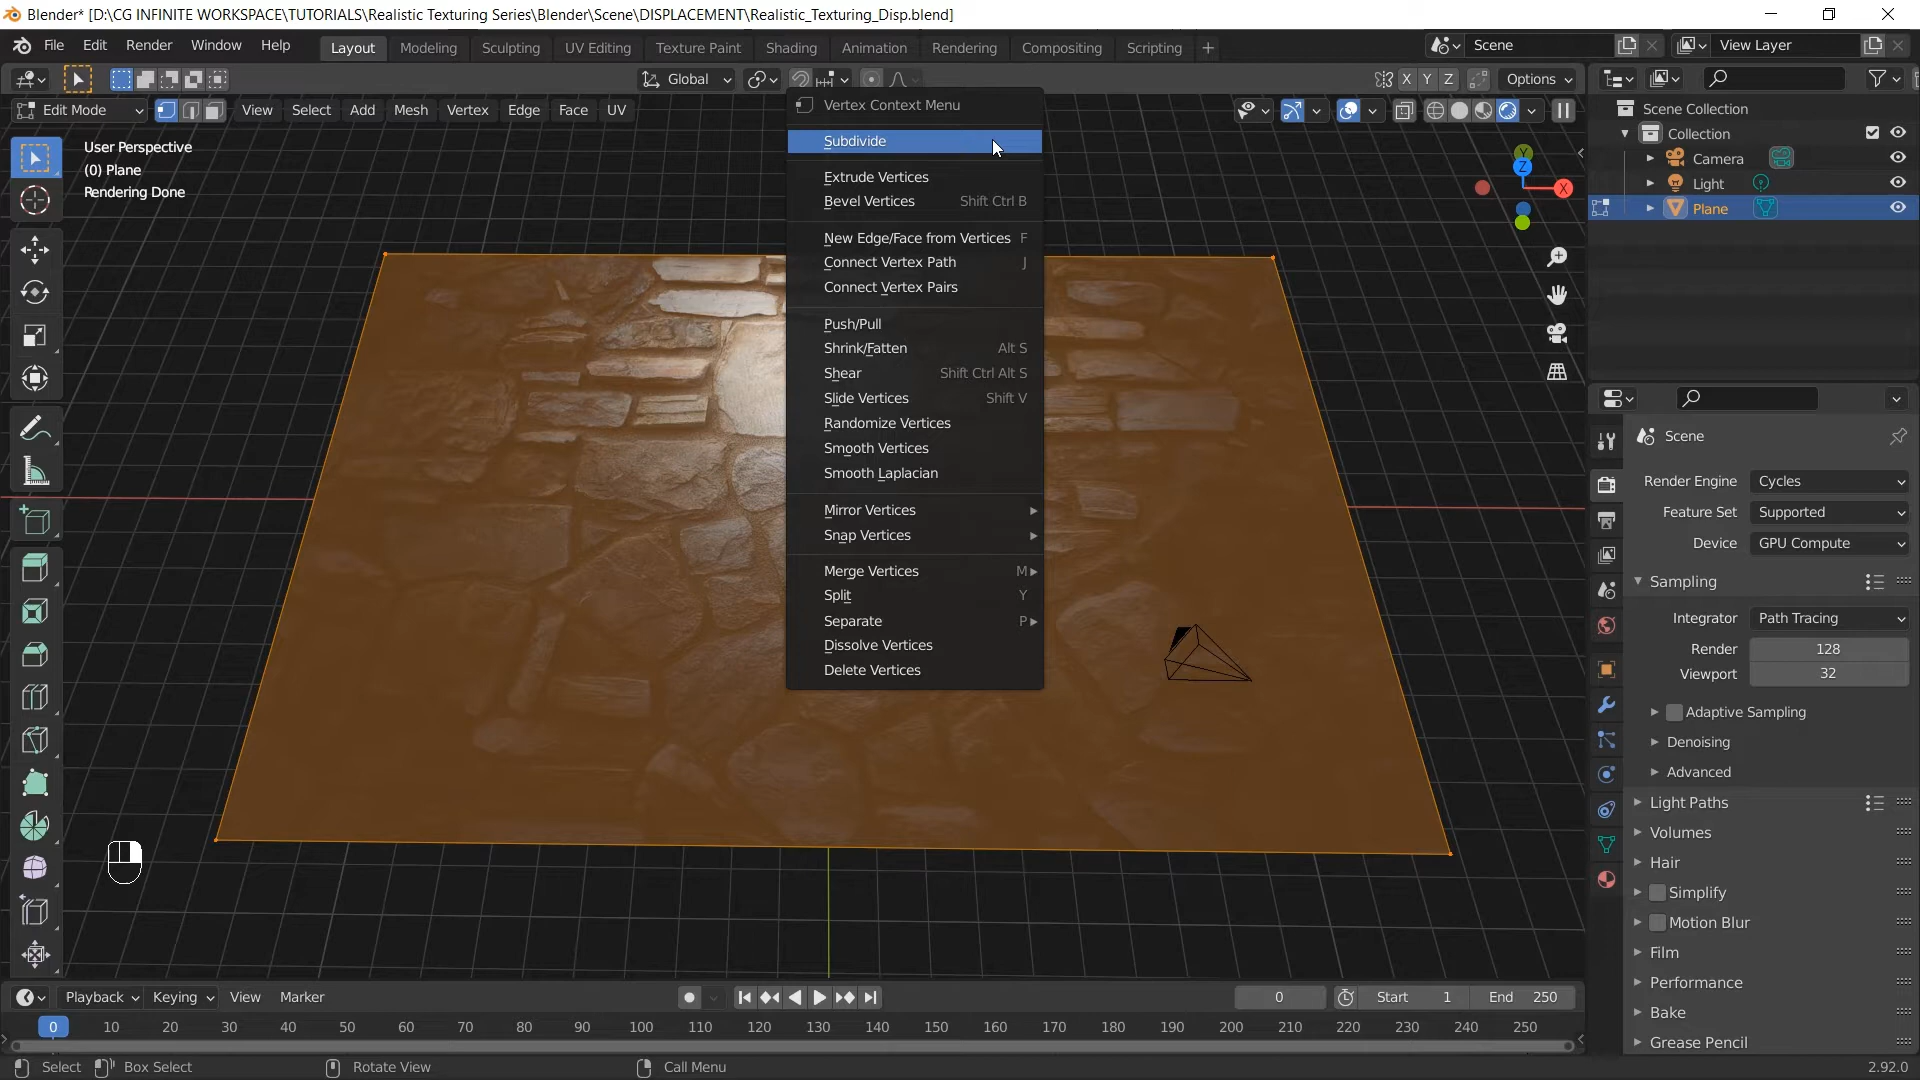 Blender* [D:\CG INFINITE WORKSPACE\TUTORIALS\Realistic Texturing Series\Blender\Scene\DISPLACEMENT\Realistic_Texturing_Disp.blend]
File Edit Render Window Help Layout Modeling Sculpting UV Editing Texture Paint Shading Animation Rendering Compositing Scripting + Scene View Layer
Global X Y Z Options
Edit Mode View Select Add Mesh Vertex Edge Face UV
User Perspective
(0) Plane
Rendering Done
Vertex Context Menu
Subdivide
Extrude Vertices
Bevel Vertices Shift Ctrl B
New Edge/Face from Vertices F
Connect Vertex Path J
Connect Vertex Pairs
Push/Pull
Shrink/Fatten Alt S
Shear Shift Ctrl Alt S
Slide Vertices Shift V
Randomize Vertices
Smooth Vertices
Smooth Laplacian
Mirror Vertices
Snap Vertices
Merge Vertices M
Split Y
Separate P
Dissolve Vertices
Delete Vertices
Y
Z
X
Scene Collection
Collection
Camera
Light
Plane
Scene
Render Engine Cycles
Feature Set Supported
Device GPU Compute
Sampling
Integrator Path Tracing
Render 128
Viewport 32
Adaptive Sampling
Denoising
Advanced
Light Paths
Volumes
Hair
Simplify
Motion Blur
Film
Performance
Bake
Grease Pencil
Playback Keying View Marker 0 Start 1 End 250
0 10 20 30 40 50 60 70 80 90 100 110 120 130 140 150 160 170 180 190 200 210 220 230 240 250
Select Box Select Rotate View Call Menu 2.92.0